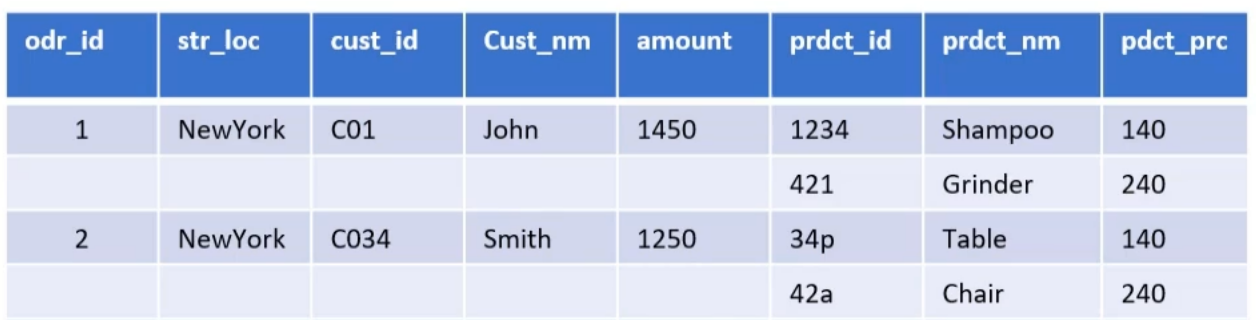 odr_id str_loc cust_id Cust_nm amount prdct_id prdct_nm pdct_prc
1 NewYork C01 John 1450 1234 Shampoo 140
421 Grinder 240
2 NewYork C034 Smith 1250 34p Table 140
42a Chair 240